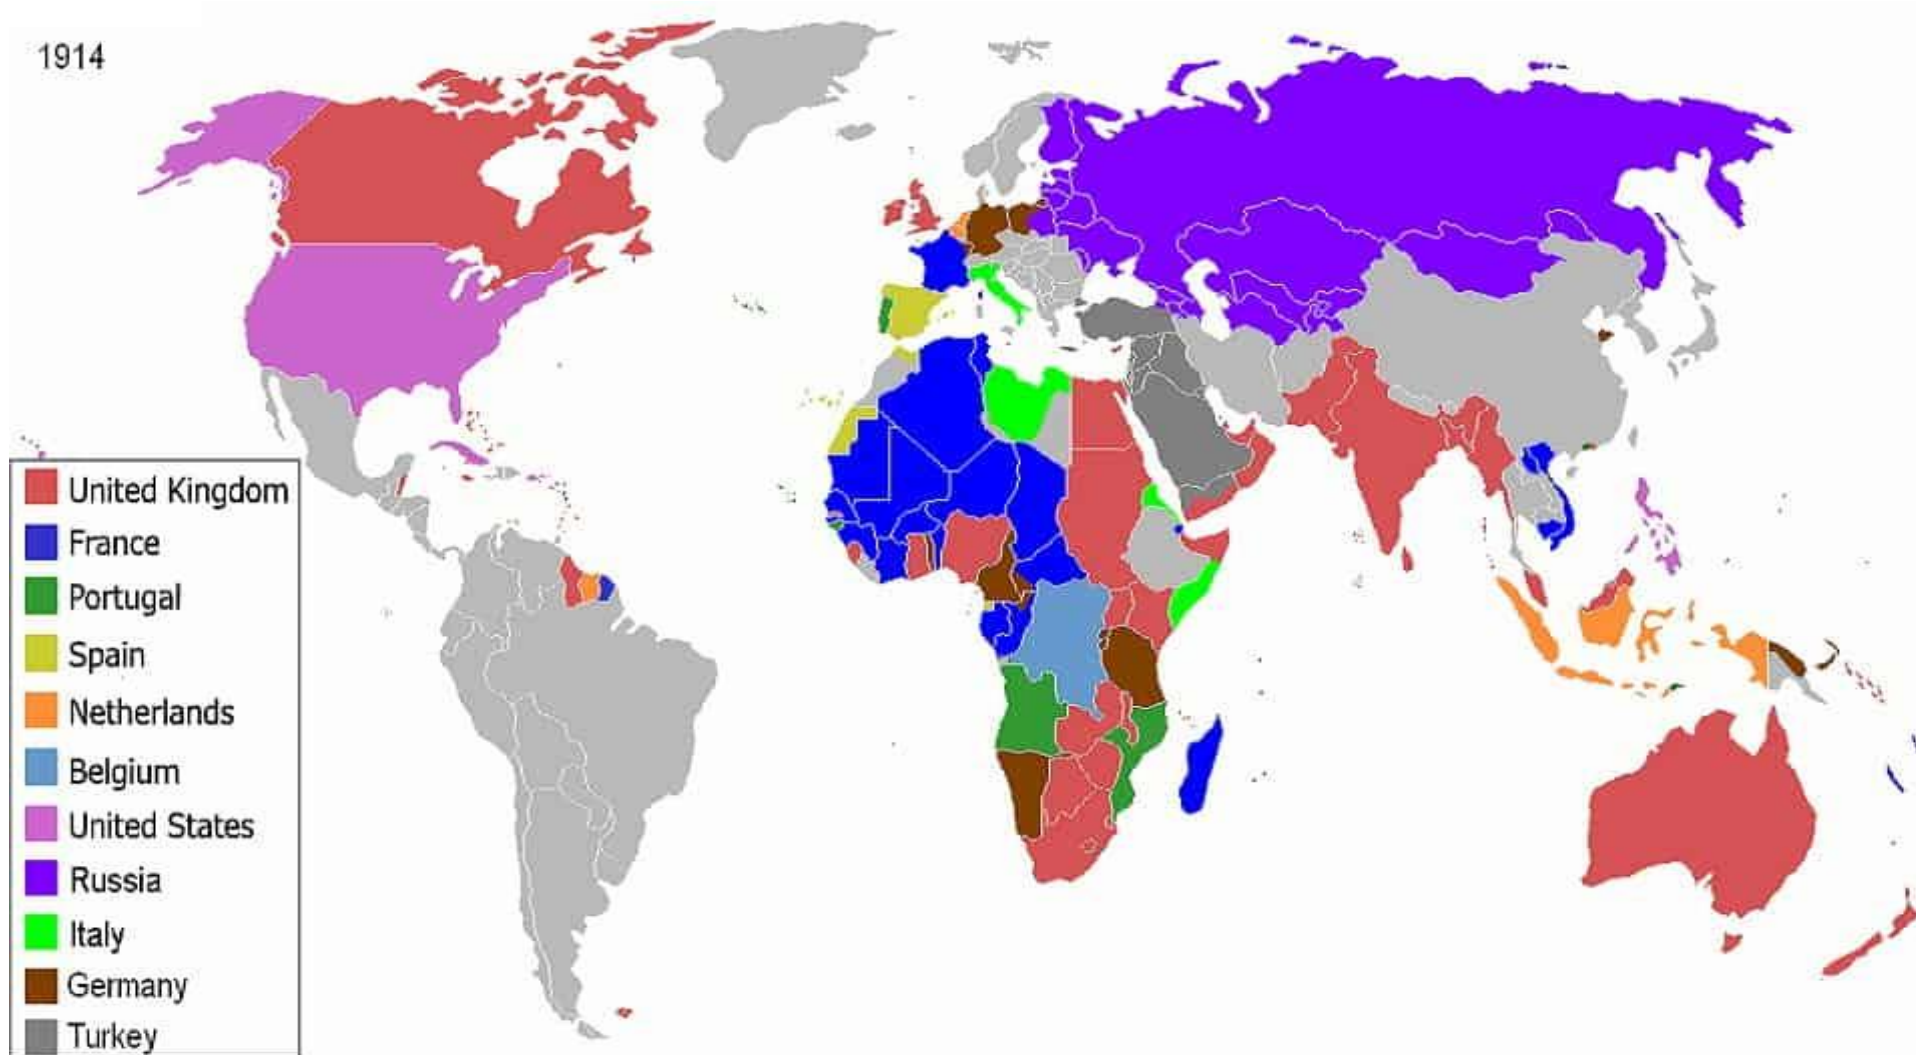 1914
United Kingdom
France
Portugal
Spain
Netherlands
Belgium
United States
Russia
Italy
Germany
Turkey